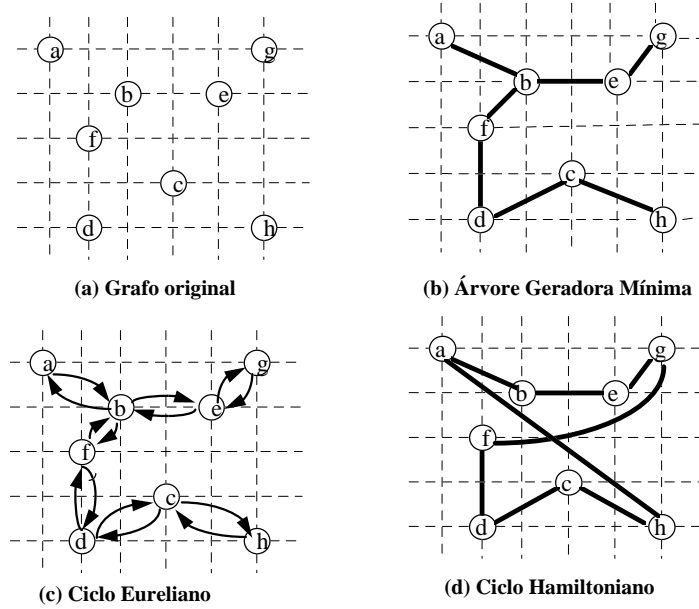 a g
b e
f
c
d h
(a) Grafo original
a g
b e
f
c
d h
(b) Árvore Geradora Mínima
a g
b e
f
c
d h
(c) Ciclo Eureliano
a g
b e
f
c
d h
(d) Ciclo Hamiltoniano